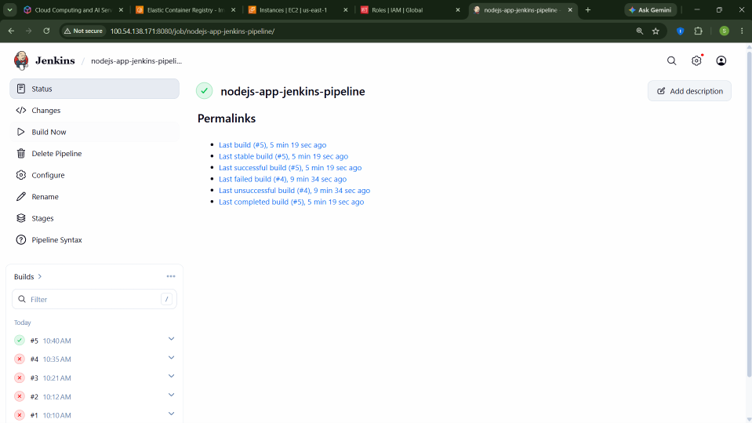 Cloud Computing and AI Serv
Elastic Container Registry - Pr
Instances | EC2 | us-east-1
Roles | IAM | Global
nodejs-app-jenkins-pipeline
Ask Gemini
Not secure
100.54.138.171:8080/job/nodejs-app-jenkins-pipeline/
Jenkins / nodejs-app-jenkins-pipeli...
Status
Changes
Build Now
Delete Pipeline
Configure
Rename
Stages
Pipeline Syntax
nodejs-app-jenkins-pipeline
Add description
Permalinks
Last build (#5), 5 min 19 sec ago
Last stable build (#5), 5 min 19 sec ago
Last successful build (#5), 5 min 19 sec ago
Last failed build (#4), 9 min 34 sec ago
Last unsuccessful build (#4), 9 min 34 sec ago
Last completed build (#5), 5 min 19 sec ago
Builds
Filter /
Today
#5 10:40 AM
#4 10:35 AM
#3 10:21 AM
#2 10:12 AM
#1 10:10 AM